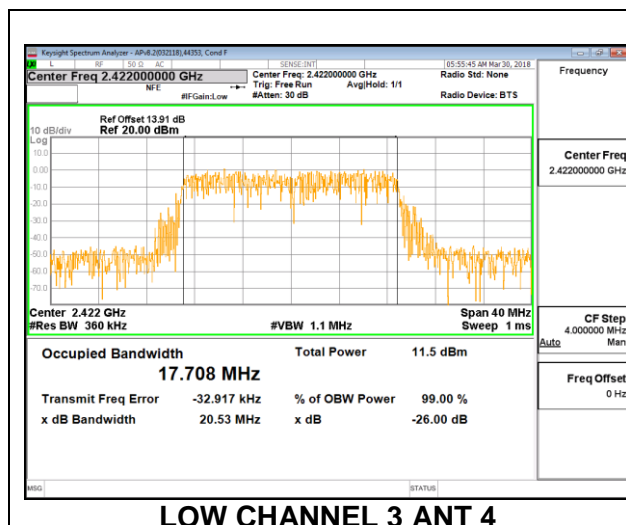 Keysight Spectrum Analyzer - APv8.2(032118),44353, Cond F
L RF 50 Ω AC SENSE:INT 05:55:45 AM Mar 30, 2018
Center Freq 2.422000000 GHz Center Freq: 2.422000000 GHz Radio Std: None Frequency
NFE Trig: Free Run Avg|Hold: 1/1
#IFGain:Low #Atten: 30 dB Radio Device: BTS
Ref Offset 13.91 dB
10 dB/div Ref 20.00 dBm
Log
10.0
0.00
-10.0
-20.0
-30.0
-40.0
-50.0
-60.0
-70.0
Center Freq
2.422000000 GHz
Center 2.422 GHz Span 40 MHz
#Res BW 360 kHz #VBW 1.1 MHz Sweep 1 ms
CF Step
4.000000 MHz
Auto Man
Occupied Bandwidth Total Power 11.5 dBm
17.708 MHz
Freq Offset
0 Hz
Transmit Freq Error -32.917 kHz % of OBW Power 99.00 %
x dB Bandwidth 20.53 MHz x dB -26.00 dB
MSG STATUS
LOW CHANNEL 3 ANT 4